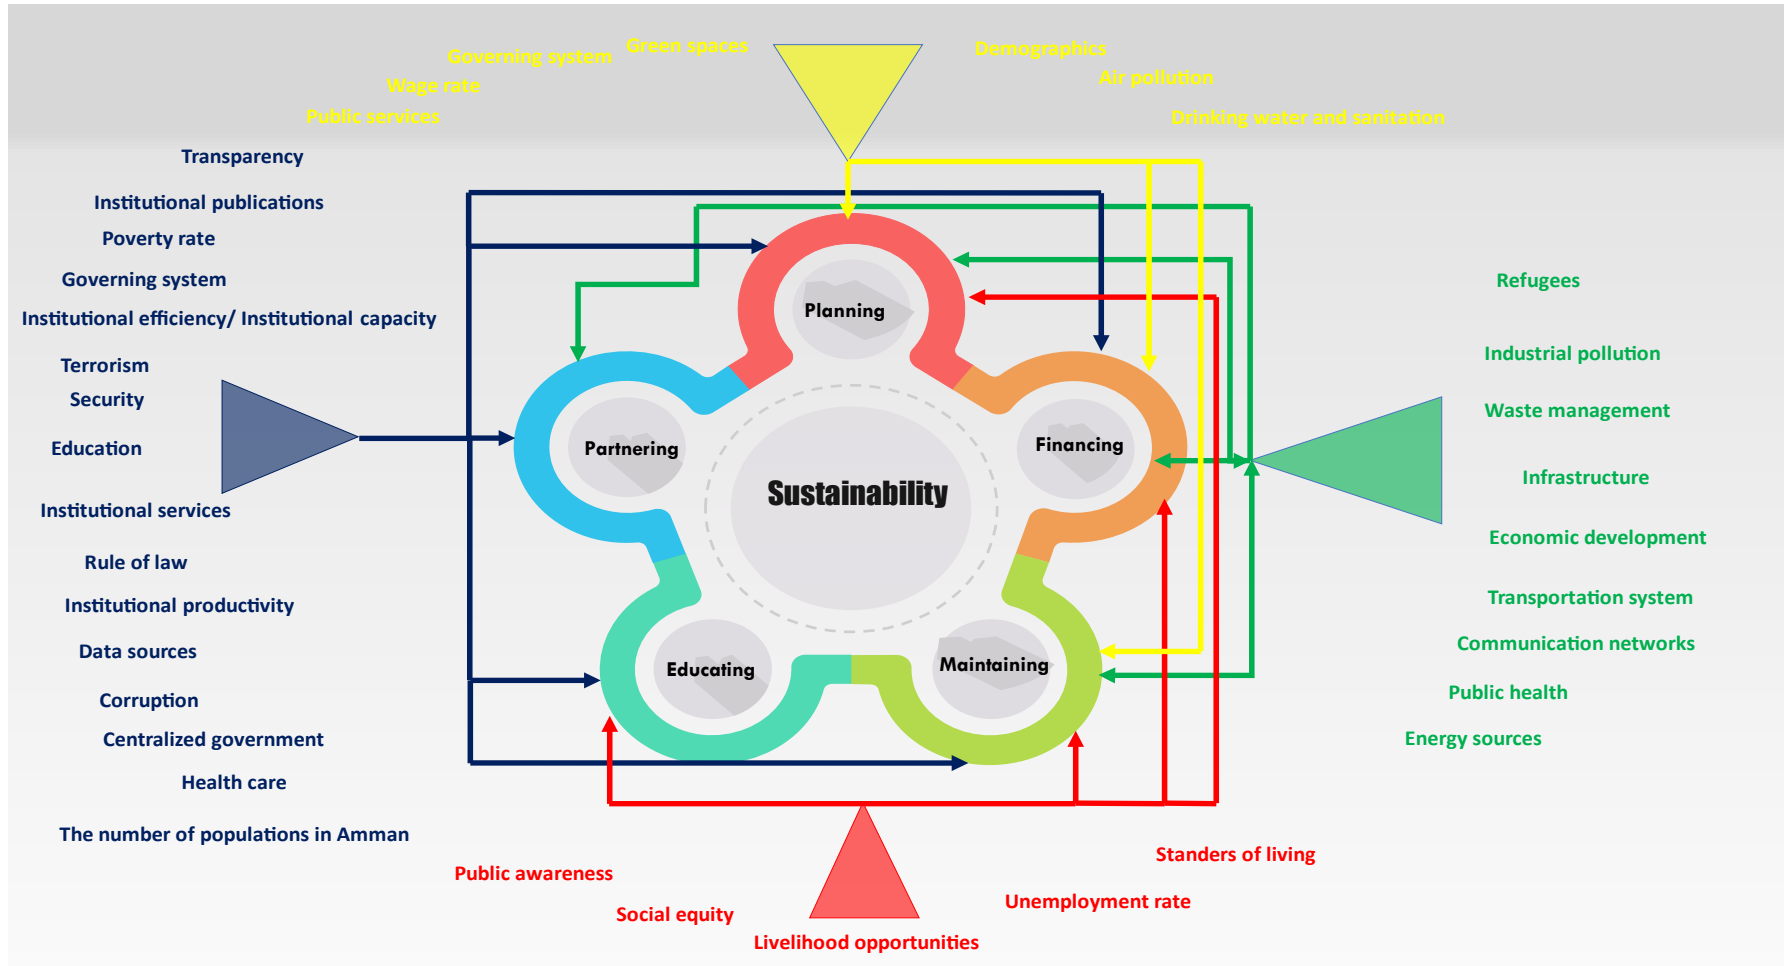 Green spaces
Governing system
Wage rate
Public services
Demographics
Air pollution
Drinking water and sanitation
Transparency
Institutional publications
Poverty rate
Governing system
Institutional efficiency/ Institutional capacity
Terrorism
Security
Education
Institutional services
Rule of law
Institutional productivity
Data sources
Corruption
Centralized government
Health care
The number of populations in Amman
Planning
Partnering
Financing
Sustainability
Educating
Maintaining
Refugees
Industrial pollution
Waste management
Infrastructure
Economic development
Transportation system
Communication networks
Public health
Energy sources
Public awareness
Social equity
Livelihood opportunities
Unemployment rate
Standers of living